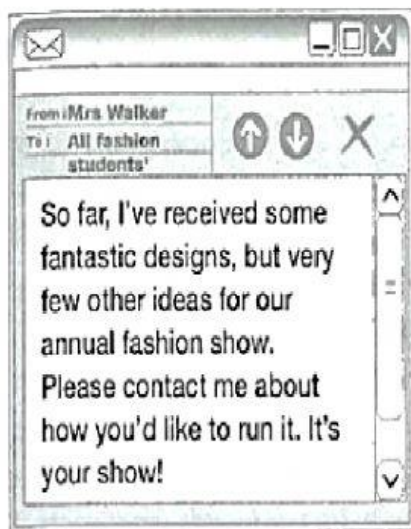 From: Mrs Walker
To: All fashion
students'
So far, I've received some
fantastic designs, but very
few other ideas for our
annual fashion show.
Please contact me about
how you'd like to run it. It's
your show!